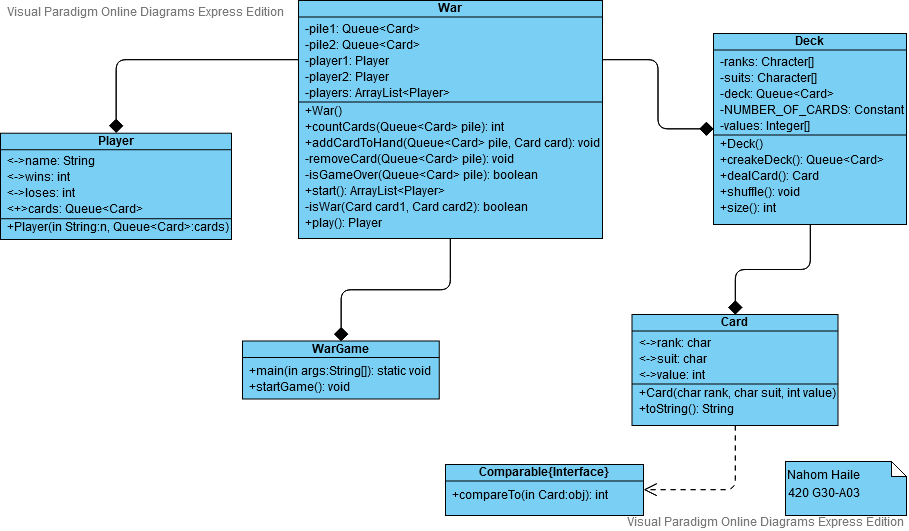 Visual Paradigm Online Diagrams Express Edition
War
-pile1: Queue<Card>
-pile2: Queue<Card>
-player1: Player
-player2: Player
-players: ArrayList<Player>
+War()
+countCards(Queue<Card> pile): int
+addCardToHand(Queue<Card> pile, Card card): void
-removeCard(Queue<Card> pile): void
-isGameOver(Queue<Card> pile): boolean
+start(): ArrayList<Player>
-isWar(Card card1, Card card2): boolean
+play(): Player
Deck
-ranks: Chracter[]
-suits: Character[]
-deck: Queue<Card>
-NUMBER_OF_CARDS: Constant
-values: Integer[]
+Deck()
+creakeDeck(): Queue<Card>
+dealCard(): Card
+shuffle(): void
+size(): int
Player
<->name: String
<->wins: int
<->loses: int
<+>cards: Queue<Card>
+Player(in String:n, Queue<Card>:cards)
WarGame
+main(in args:String[]): static void
+startGame(): void
Card
<->rank: char
<->suit: char
<->value: int
+Card(char rank, char suit, int value)
+toString(): String
Comparable{Interface}
+compareTo(in Card:obj): int
Nahom Haile
420 G30-A03
Visual Paradigm Online Diagrams Express Edition